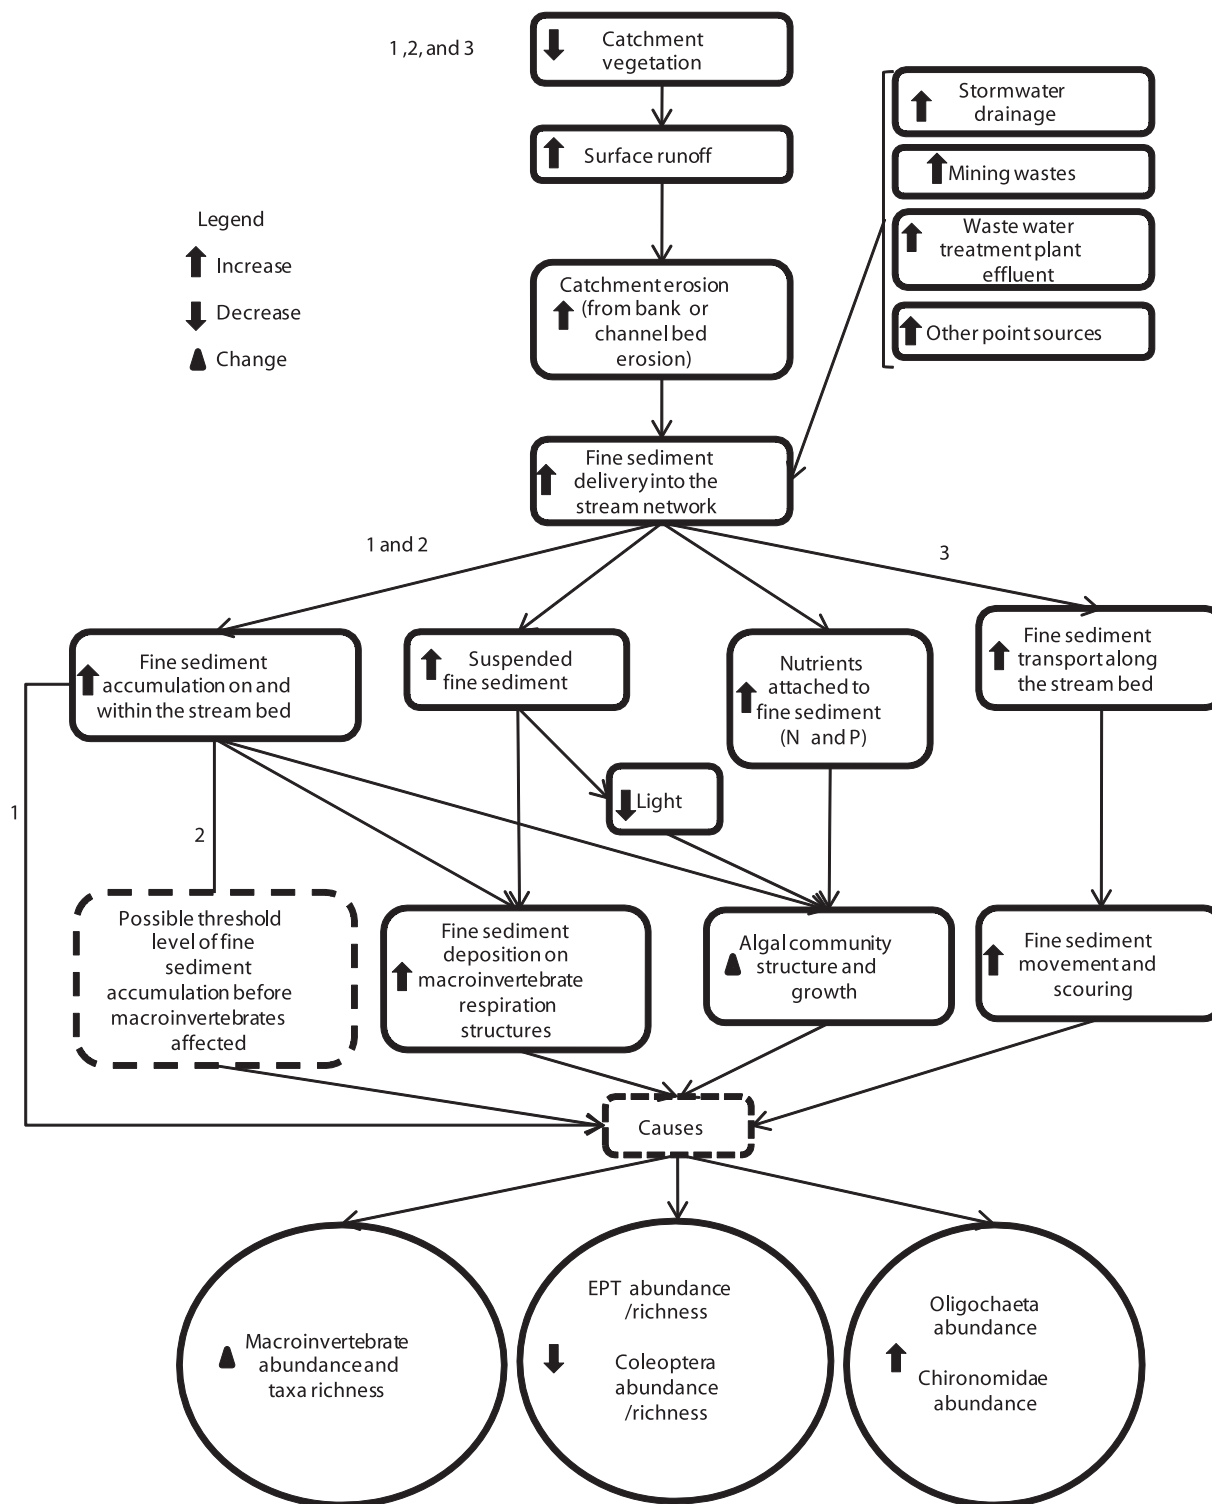 1 ,2, and 3
Catchment
vegetation
Stormwater
drainage
Surface runoff
Mining wastes
Legend
Increase
Decrease
Change
Waste water
treatment plant
effluent
Catchment erosion
(from bank or
channel bed
erosion)
Other point sources
Fine sediment
delivery into the
stream network
1 and 2
3
Fine sediment
accumulation on and
within the stream bed
Suspended
fine sediment
Nutrients
attached to
fine sediment
(N and P)
Fine sediment
transport along
the stream bed
Light
1
2
Possible threshold
level of fine
sediment
accumulation before
macroinvertebrates
affected
Fine sediment
deposition on
macroinvertebrate
respiration
structures
Algal community
structure and
growth
Fine sediment
movement and
scouring
Causes
Macroinvertebrate
abundance and
taxa richness
EPT abundance
/richness
Coleoptera
abundance
/richness
Oligochaeta
abundance
Chironomidae
abundance